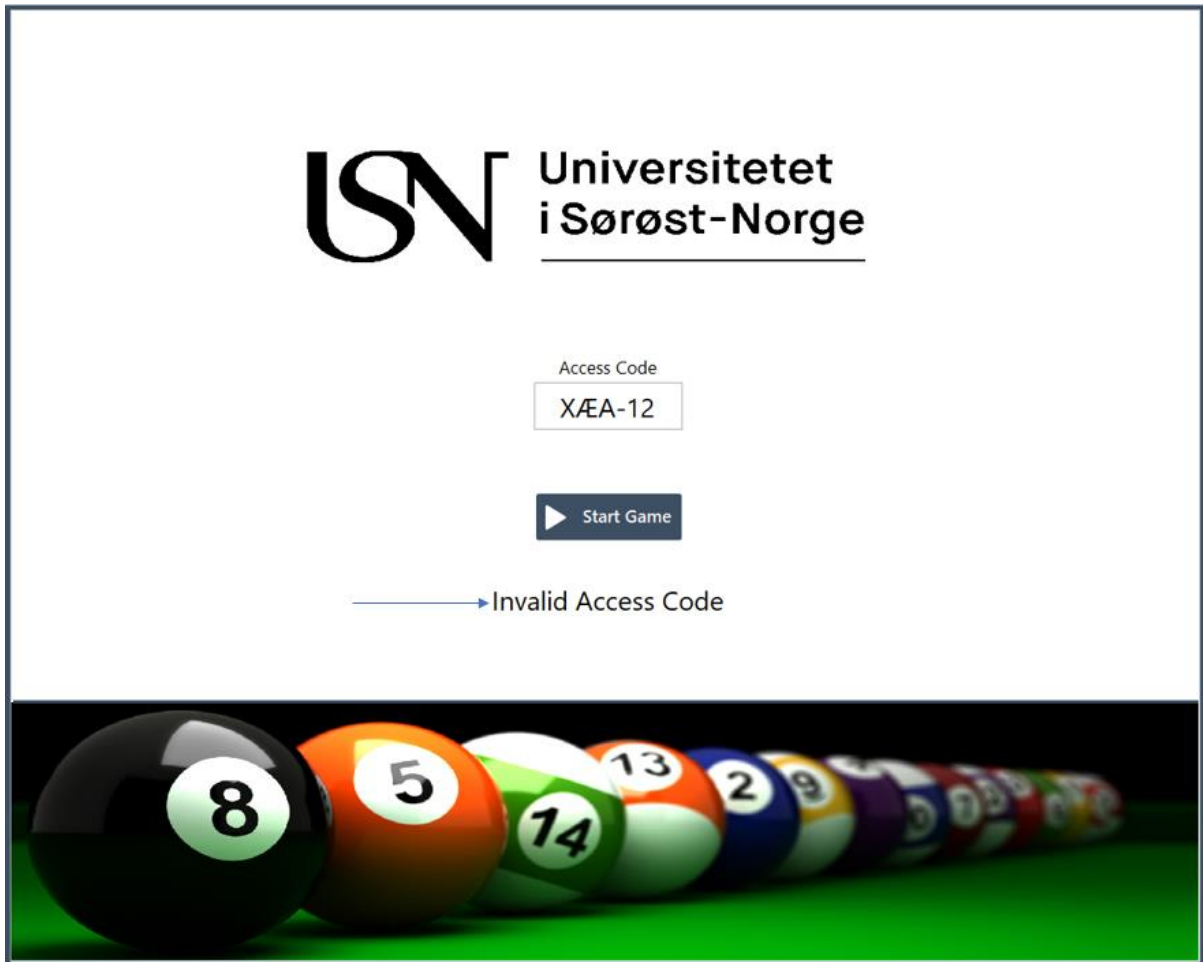 USN
Universitetet
i Sørøst-Norge
Access Code
XÆA-12
Start Game
Invalid Access Code
8 5 14 13 2 9